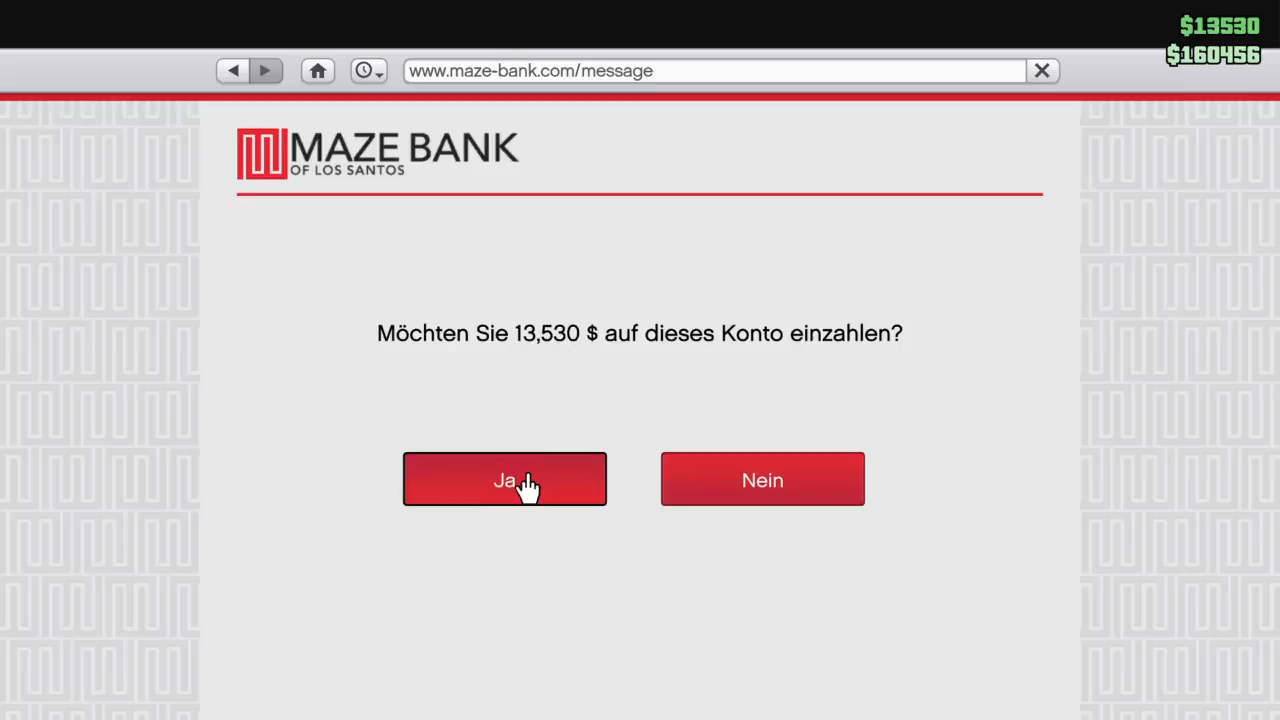 $13530
$160456
www.maze-bank.com/message
MAZE BANK
OF LOS SANTOS
Möchten Sie 13,530 $ auf dieses Konto einzahlen?
Ja
Nein